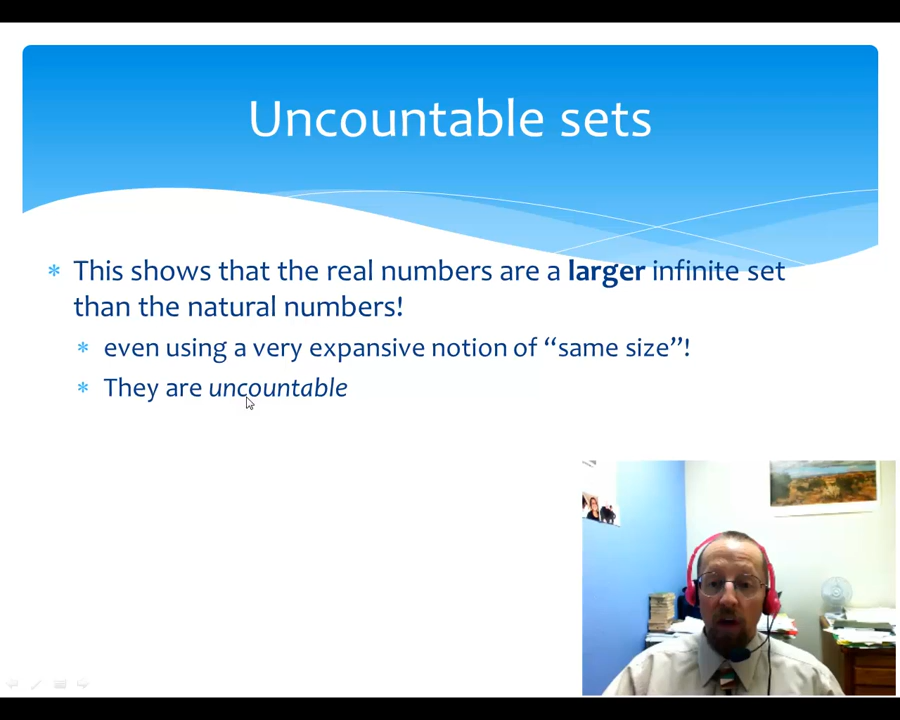 Uncountable sets
This shows that the real numbers are a larger infinite set
than the natural numbers!
even using a very expansive notion of “same size”!
They are uncountable